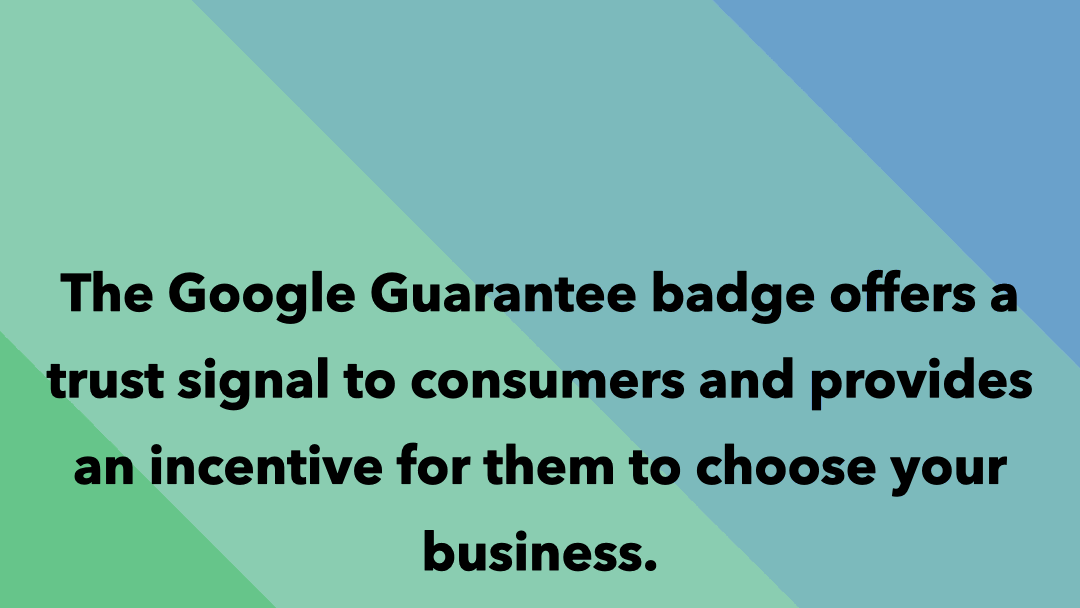 The Google Guarantee badge offers a
trust signal to consumers and provides
an incentive for them to choose your
business.